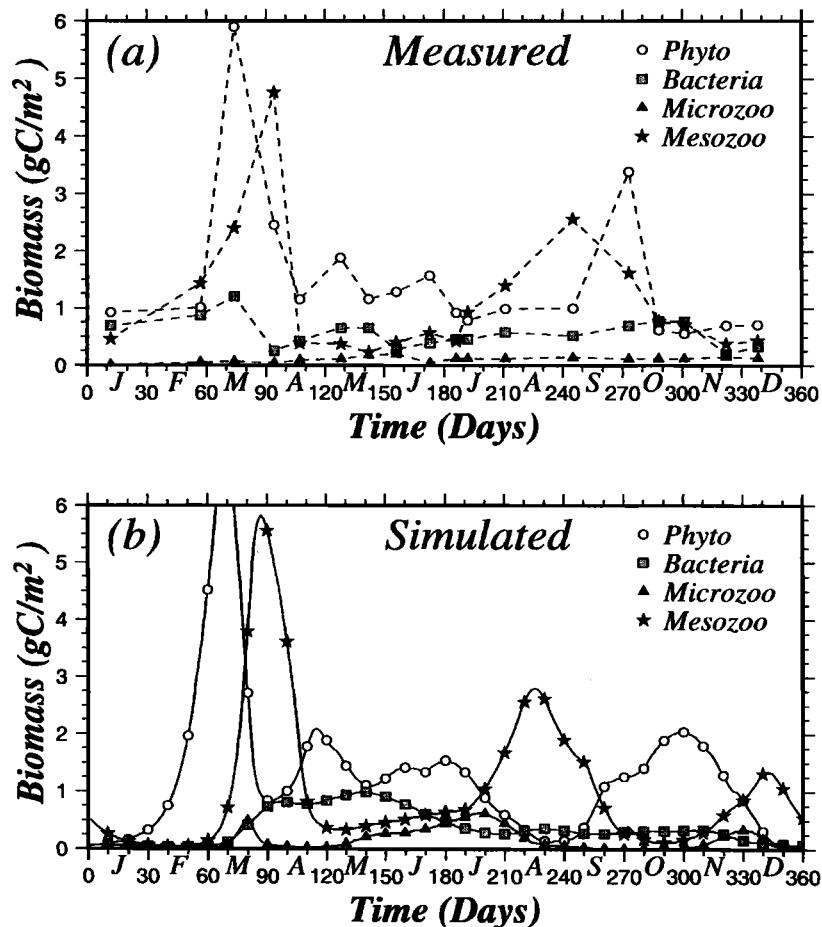 (a) Measured
Phyto
Bacteria
Microzoo
Mesozoo
Biomass (gC/m²)
6
5
4
3
2
1
0
J F M A M J J A S O N D
0 30 60 90 120 150 180 210 240 270 300 330 360
Time (Days)
(b) Simulated
Phyto
Bacteria
Microzoo
Mesozoo
Biomass (gC/m²)
6
5
4
3
2
1
0
J F M A M J J A S O N D
0 30 60 90 120 150 180 210 240 270 300 330 360
Time (Days)